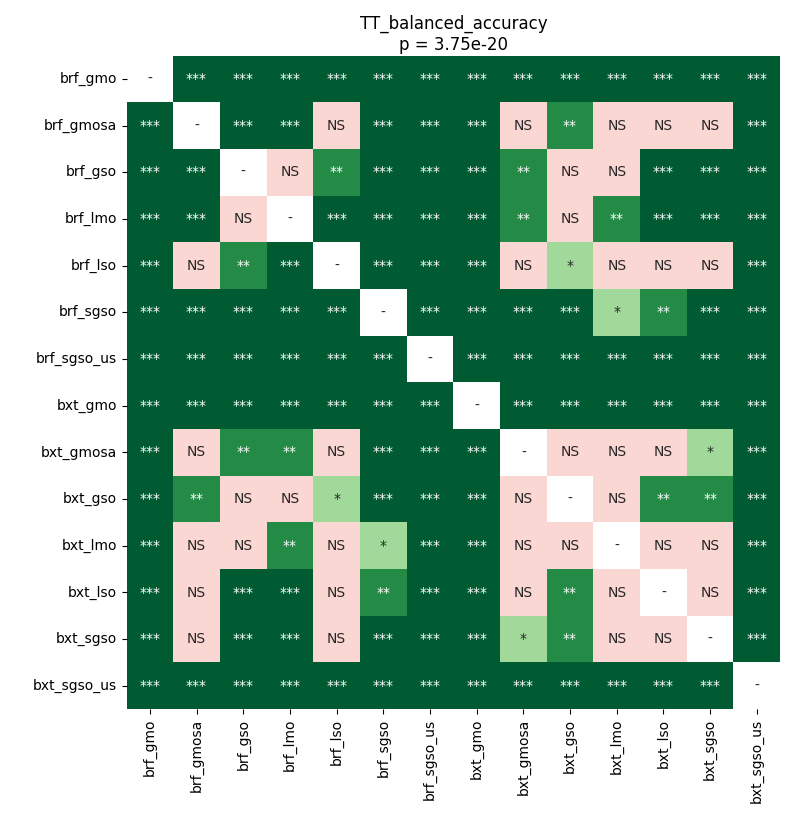 TT_balanced_accuracy
p = 3.75e-20
brf_gmo - *** *** *** *** *** *** *** *** *** *** *** *** ***
brf_gmosa *** - *** *** NS *** *** *** NS ** NS NS NS ***
brf_gso *** *** - NS ** *** *** *** ** NS NS *** *** ***
brf_lmo *** *** NS - *** *** *** *** ** NS ** *** *** ***
brf_lso *** NS ** *** - *** *** *** NS * NS NS NS ***
brf_sgso *** *** *** *** *** - *** *** *** *** * ** *** ***
brf_sgso_us *** *** *** *** *** *** - *** *** *** *** *** *** ***
bxt_gmo *** *** *** *** *** *** *** - *** *** *** *** *** ***
bxt_gmosa *** NS ** ** NS *** *** *** - NS NS NS * ***
bxt_gso *** ** NS NS * *** *** *** NS - NS ** ** ***
bxt_lmo *** NS NS ** NS * *** *** NS NS - NS NS ***
bxt_lso *** NS *** *** NS ** *** *** NS ** NS - NS ***
bxt_sgso *** NS *** *** NS *** *** *** * ** NS NS - ***
bxt_sgso_us *** *** *** *** *** *** *** *** *** *** *** *** *** -
brf_gmo brf_gmosa brf_gso brf_lmo brf_lso brf_sgso brf_sgso_us bxt_gmo bxt_gmosa bxt_gso bxt_lmo bxt_lso bxt_sgso bxt_sgso_us